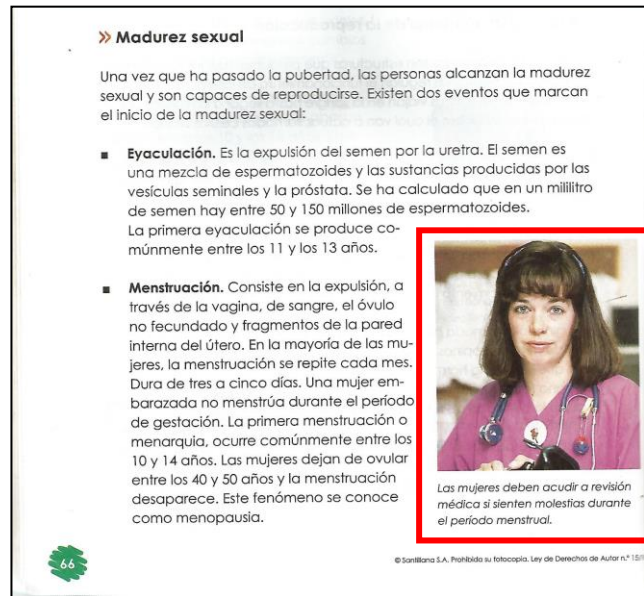 » Madurez sexual
Una vez que ha pasado la pubertad, las personas alcanzan la madurez
sexual y son capaces de reproducirse. Existen dos eventos que marcan
el inicio de la madurez sexual:
■ Eyaculación. Es la expulsión del semen por la uretra. El semen es
una mezcla de espermatozoides y las sustancias producidas por las
vesículas seminales y la próstata. Se ha calculado que en un mililitro
de semen hay entre 50 y 150 millones de espermatozoides.
La primera eyaculación se produce co-
múnmente entre los 11 y los 13 años.
■ Menstruación. Consiste en la expulsión, a
través de la vagina, de sangre, el óvulo
no fecundado y fragmentos de la pared
interna del útero. En la mayoría de las mu-
jeres, la menstruación se repite cada mes.
Dura de tres a cinco días. Una mujer em-
barazada no menstrúa durante el período
de gestación. La primera menstruación o
menarquia, ocurre comúnmente entre los
10 y 14 años. Las mujeres dejan de ovular
entre los 40 y 50 años y la menstruación
desaparece. Este fenómeno se conoce
como menopausia.
Las mujeres deben acudir a revisión
médica si sienten molestias durante
el período menstrual.
66
© Santillana S.A. Prohibida su fotocopia. Ley de Derechos de Autor n.º